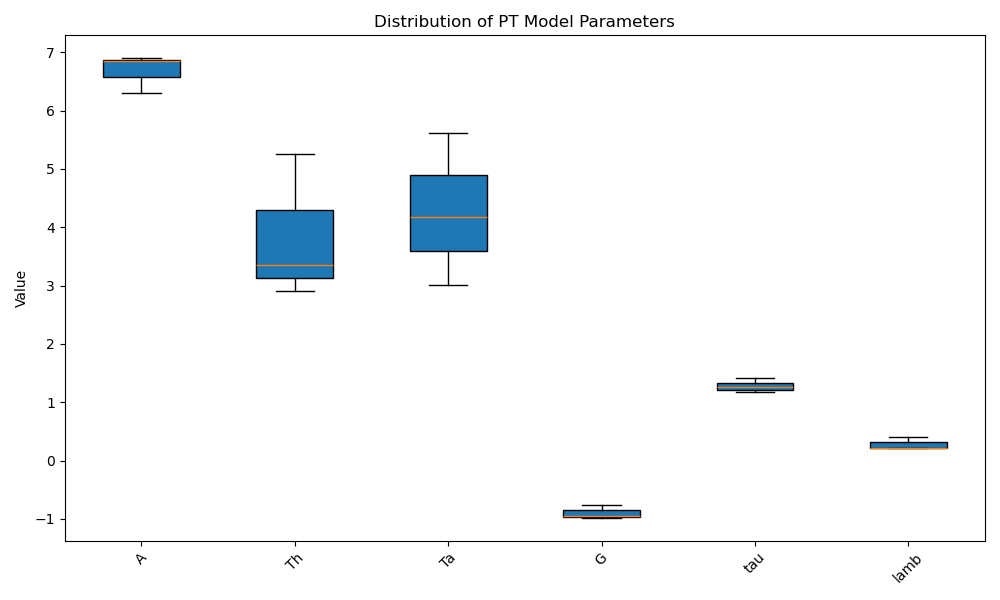 Distribution of PT Model Parameters
Value
7
6
5
4
3
2
1
0
−1
A
Th
Ta
G
tau
lamb